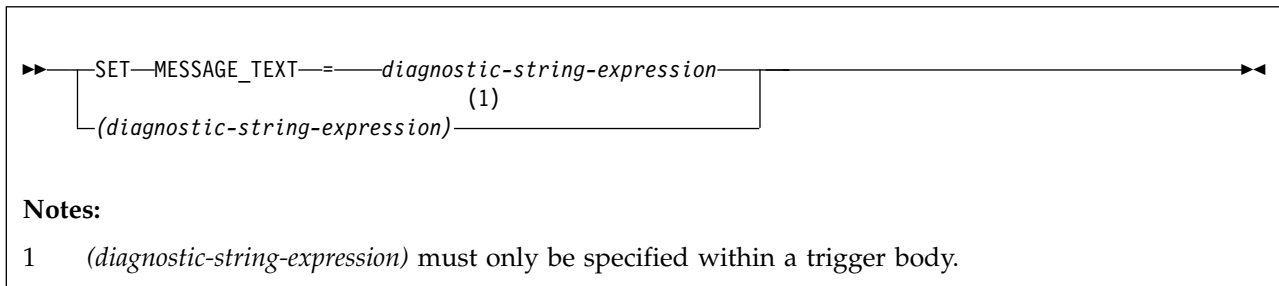 SET MESSAGE_TEXT = diagnostic-string-expression
(1)
(diagnostic-string-expression)
Notes:
1 (diagnostic-string-expression) must only be specified within a trigger body.